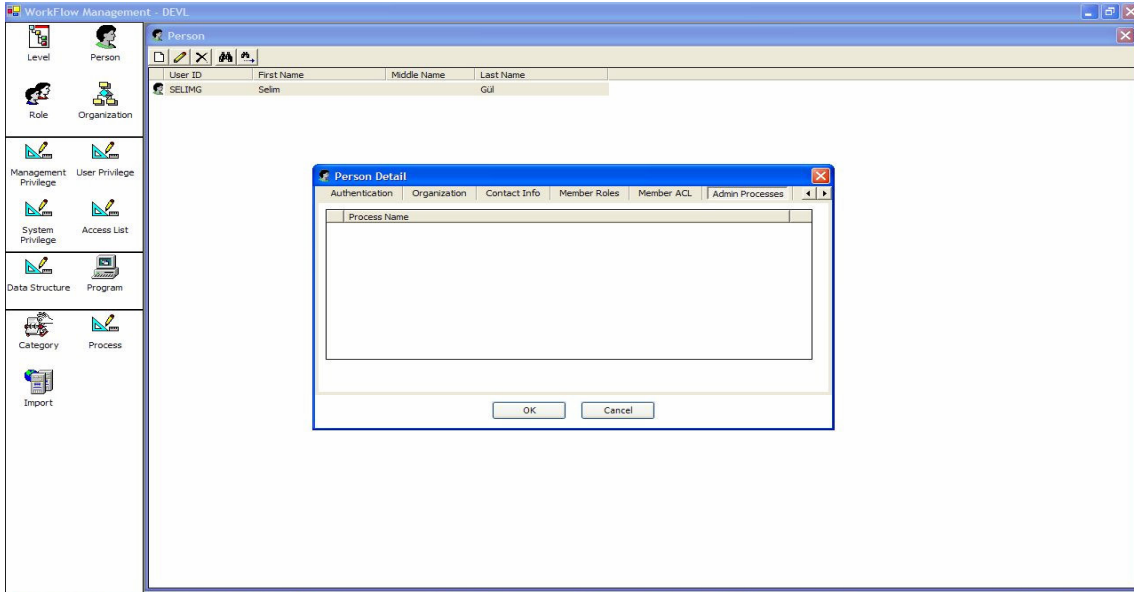 WorkFlow Management - DEVL
Level
Person
Role
Organization
Management Privilege
User Privilege
System Privilege
Access List
Data Structure
Program
Category
Process
Import
Person
User ID First Name Middle Name Last Name
SELIMG Selim Gül
Person Detail
Authentication Organization Contact Info Member Roles Member ACL Admin Processes
Process Name
OK Cancel